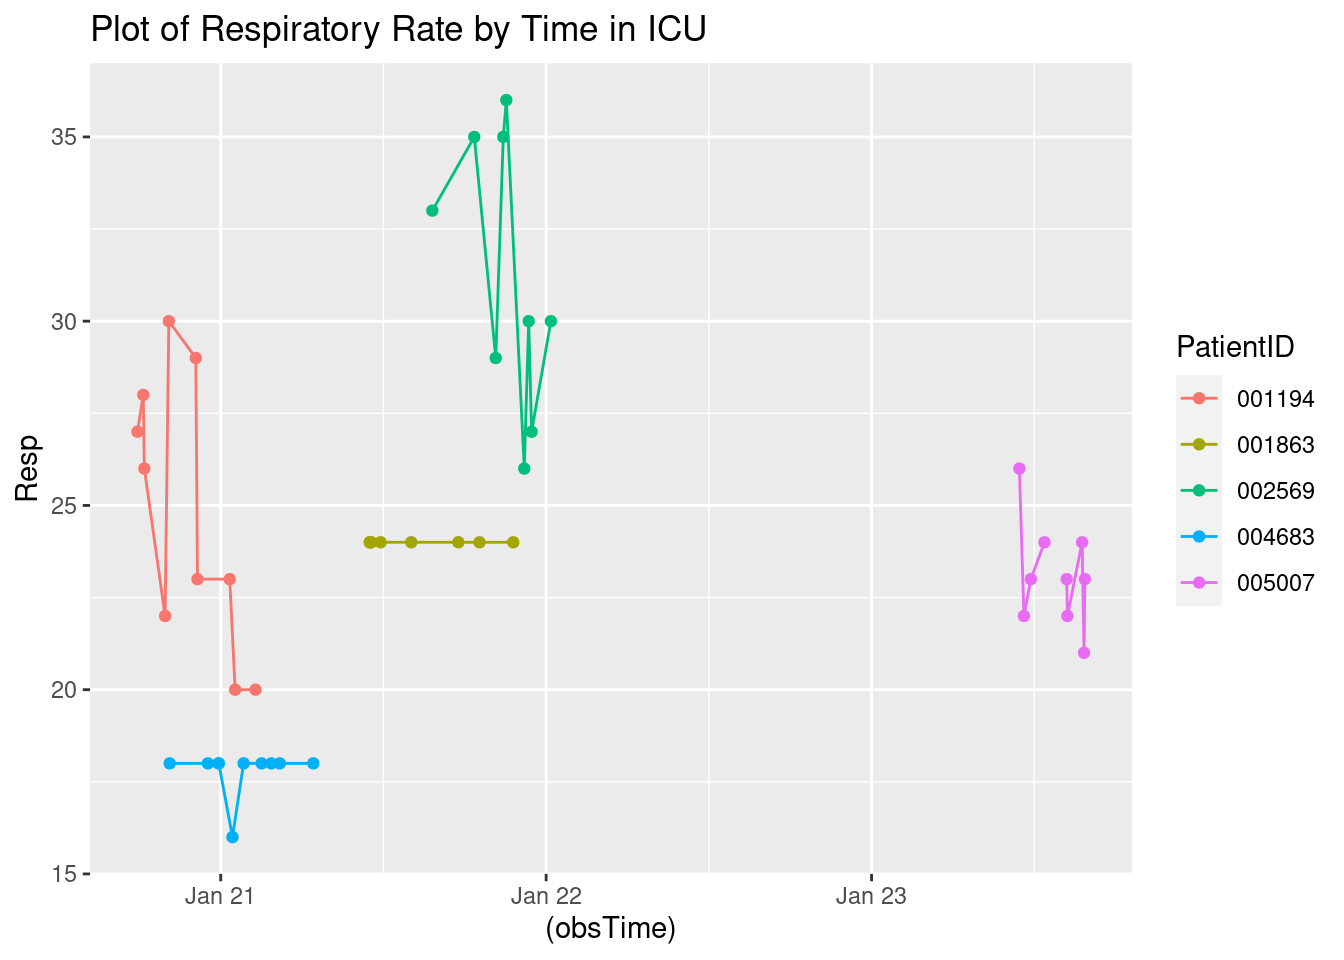 Plot of Respiratory Rate by Time in ICU
Resp
35
30
25
20
15
Jan 21
Jan 22
Jan 23
(obsTime)
PatientID
001194
001863
002569
004683
005007